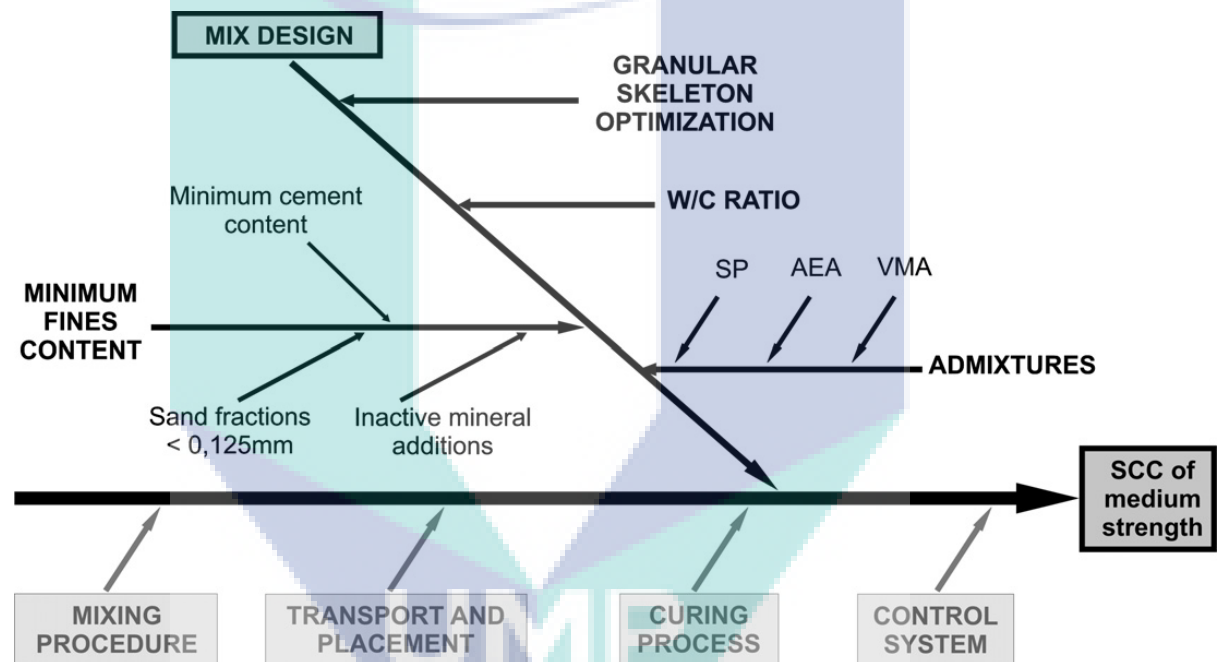 MIX DESIGN
GRANULAR
SKELETON
OPTIMIZATION
W/C RATIO
Minimum cement
content
SP
AEA
VMA
MINIMUM
FINES
CONTENT
ADMIXTURES
Sand fractions
< 0,125mm
Inactive mineral
additions
SCC of
medium
strength
MIXING
PROCEDURE
TRANSPORT AND
PLACEMENT
CURING
PROCESS
CONTROL
SYSTEM
UMP